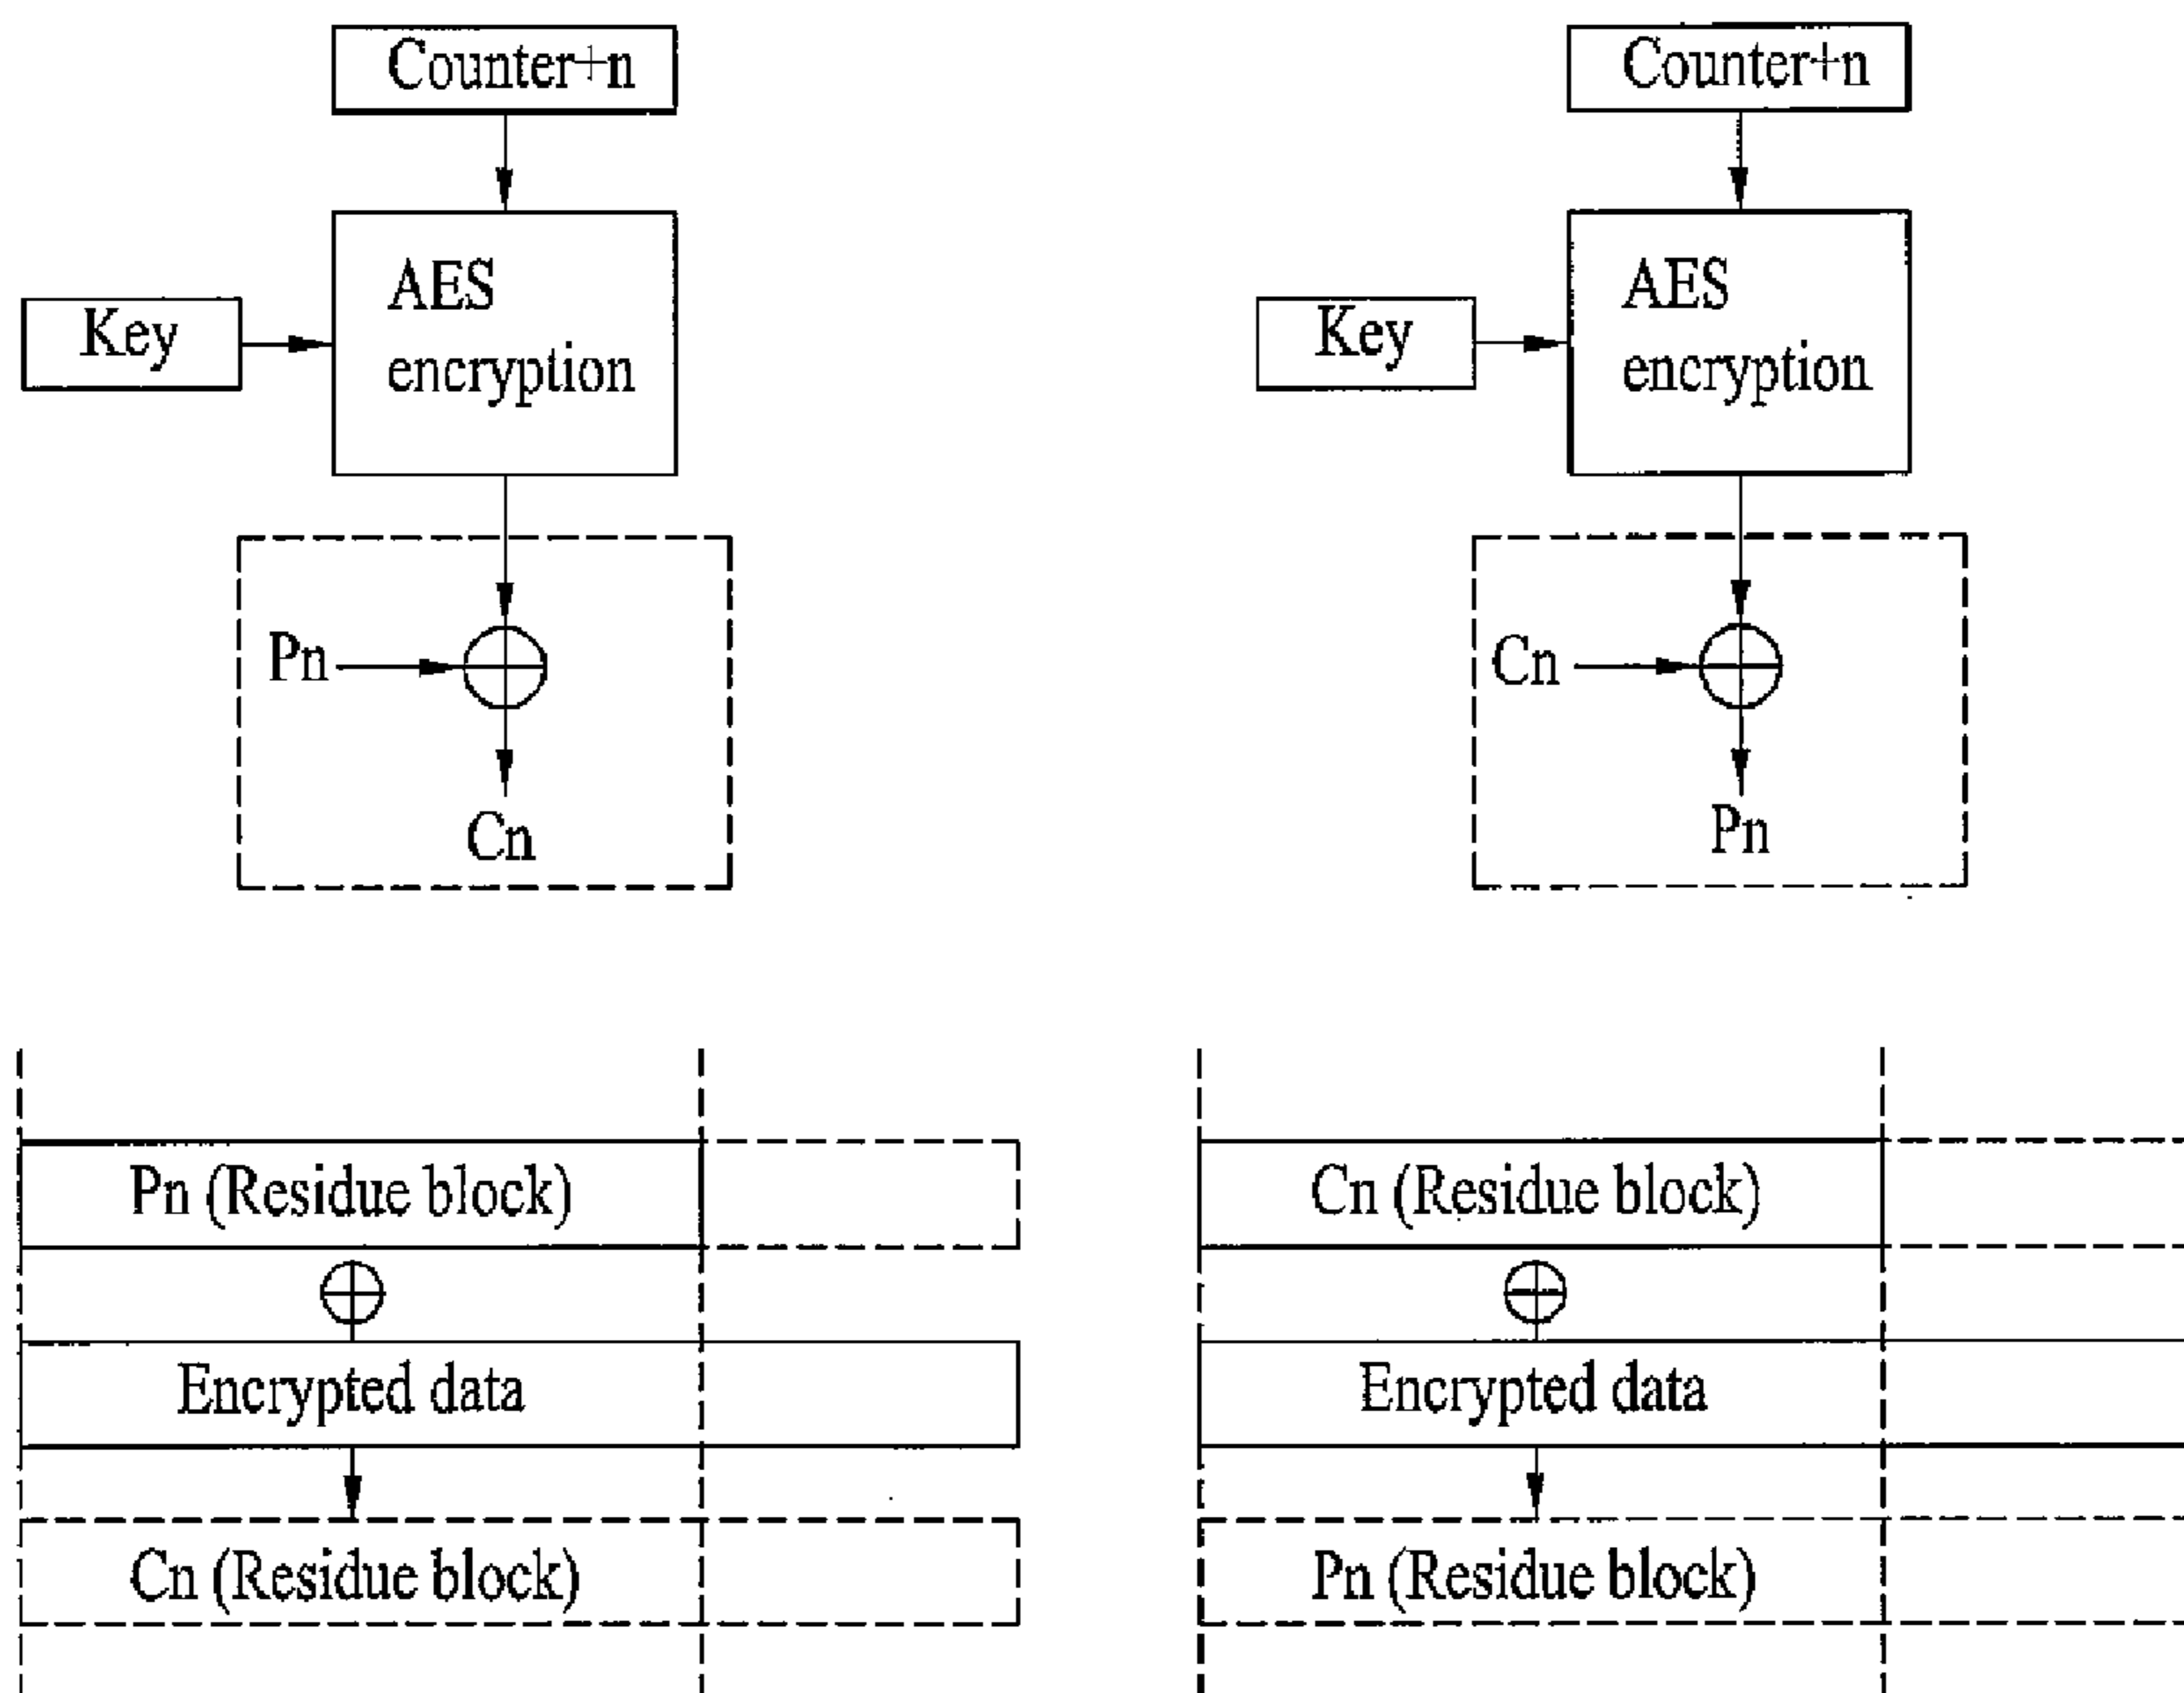 Counter+n
Key
AES
encryption
Pn
Cn
Counter+n
Key
AES
encryption
Cn
Pn
Pn (Residue block)
Encrypted data
Cn (Residue block)
Cn (Residue block)
Encrypted data
Pn (Residue block)